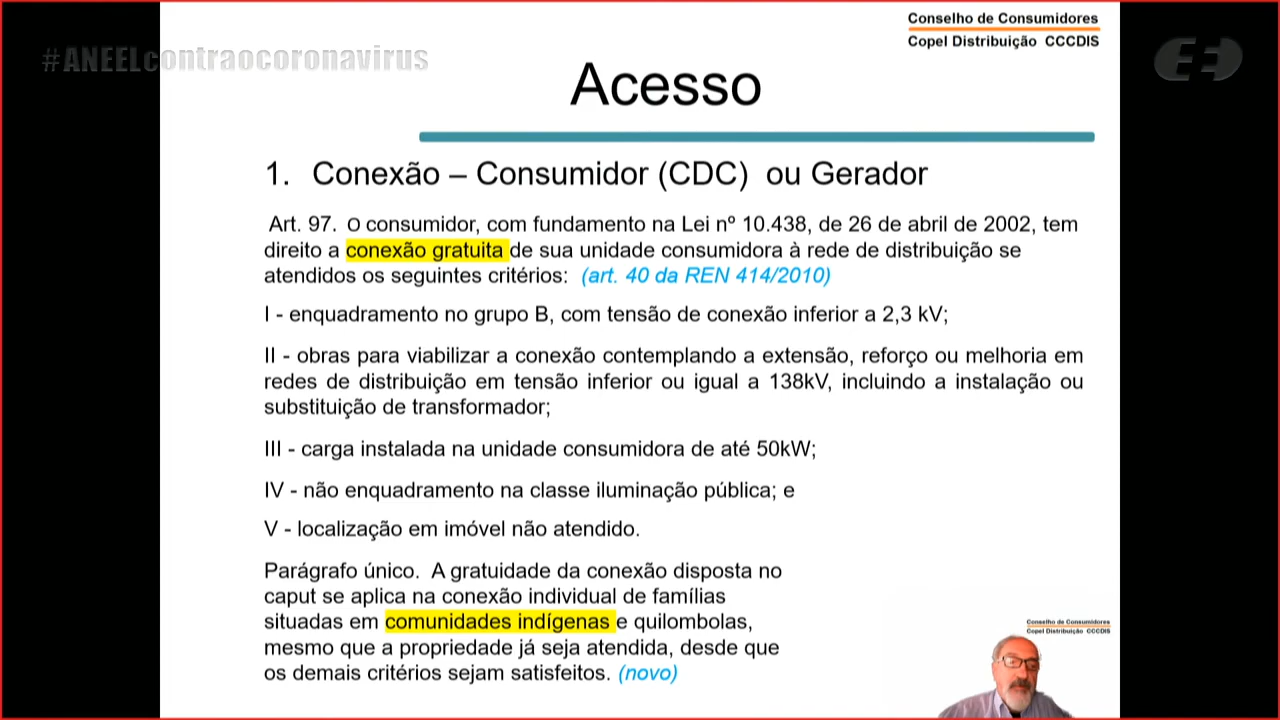 Conselho de Consumidores
Copel Distribuição CCCDIS
#ANEELcontraocoronavirus
Acesso
1. Conexão – Consumidor (CDC) ou Gerador
Art. 97. O consumidor, com fundamento na Lei nº 10.438, de 26 de abril de 2002, tem
direito a conexão gratuita de sua unidade consumidora à rede de distribuição se
atendidos os seguintes critérios: (art. 40 da REN 414/2010)
I - enquadramento no grupo B, com tensão de conexão inferior a 2,3 kV;
II - obras para viabilizar a conexão contemplando a extensão, reforço ou melhoria em
redes de distribuição em tensão inferior ou igual a 138kV, incluindo a instalação ou
substituição de transformador;
III - carga instalada na unidade consumidora de até 50kW;
IV - não enquadramento na classe iluminação pública; e
V - localização em imóvel não atendido.
Parágrafo único. A gratuidade da conexão disposta no
caput se aplica na conexão individual de famílias
situadas em comunidades indígenas e quilombolas,
mesmo que a propriedade já seja atendida, desde que
os demais critérios sejam satisfeitos. (novo)
Conselho de Consumidores
Copel Distribuição CCCDIS